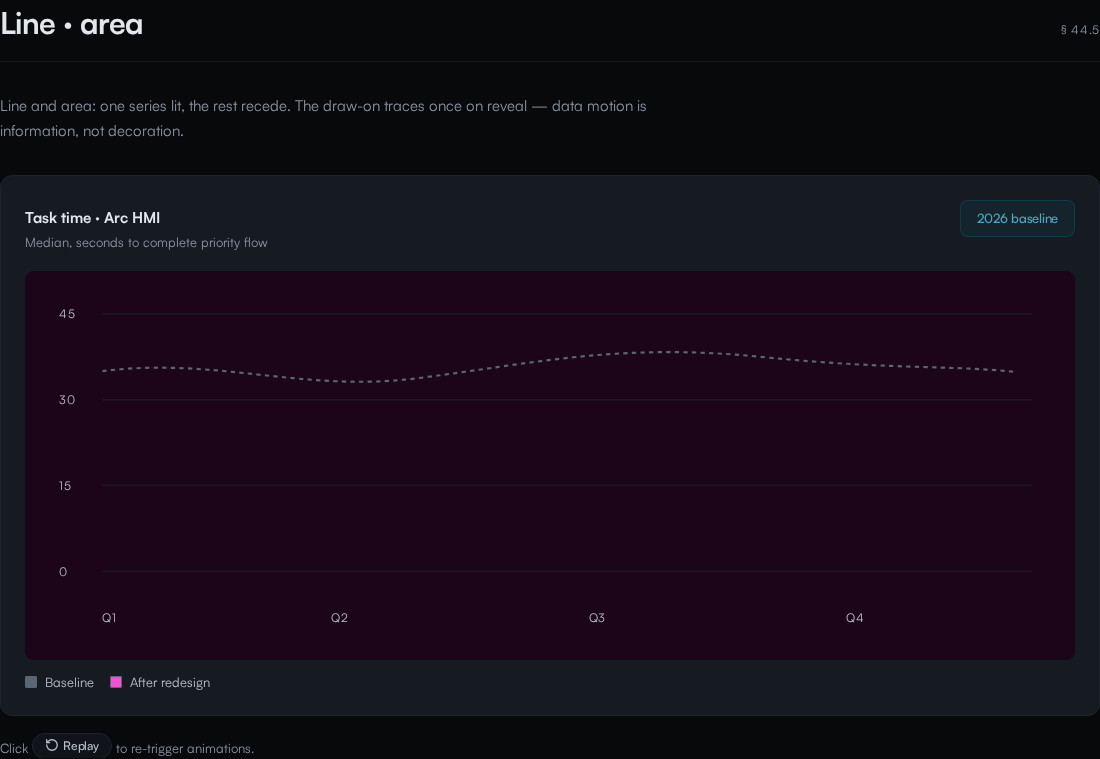 Line · area
§ 44.5
Line and area: one series lit, the rest recede. The draw-on traces once on reveal — data motion is
information, not decoration.
Task time · Arc HMI
2026 baseline
Median, seconds to complete priority flow
45
30
15
0
Q1 Q2 Q3 Q4
Baseline After redesign
Click Replay to re-trigger animations.